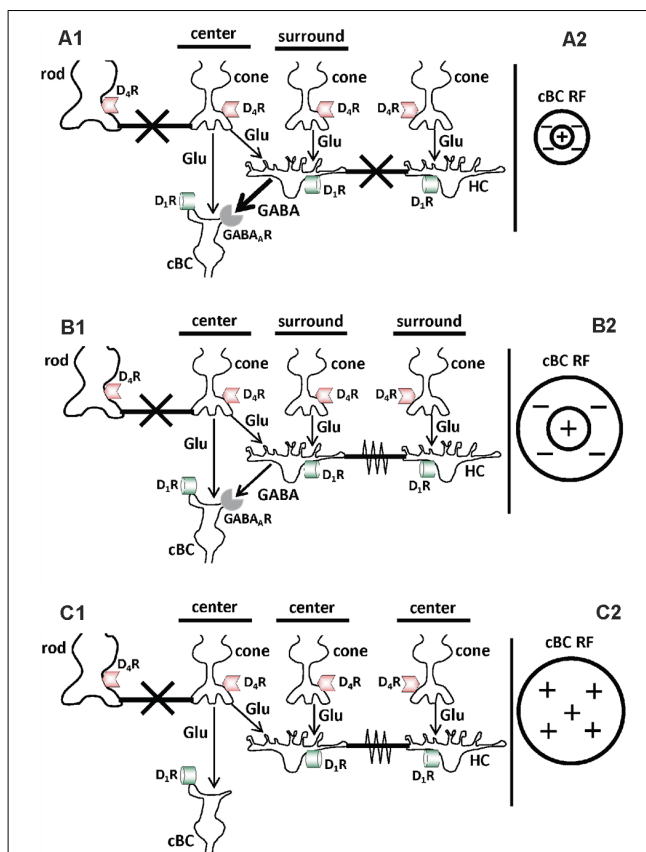 A1 center surround A2
rod cone cone cone cBC RF
D₄R D₄R D₄R D₄R
Glu Glu Glu Glu
− + −
− −
D₁R GABA D₁R D₁R HC
GABAₐR
cBC
B1 center surround surround B2
rod cone cone cone cBC RF
D₄R D₄R D₄R D₄R
Glu Glu Glu Glu
− −
+
− −
D₁R GABA D₁R D₁R HC
GABAₐR
cBC
C1 center center center C2
rod cone cone cone cBC RF
D₄R D₄R D₄R D₄R
Glu Glu Glu Glu
+ +
+
+ +
D₁R D₁R D₁R HC
cBC